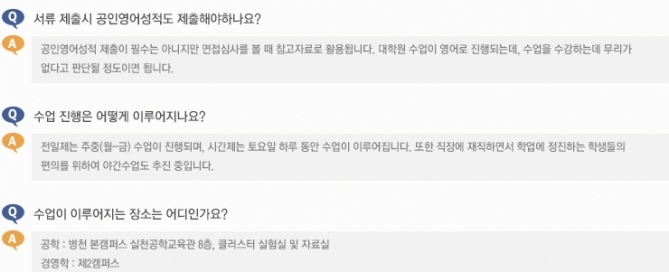 Q 서류 제출시 공인영어성적도 제출해야하나요?
A 공인영어성적 제출이 필수는 아니지만 면접심사를 볼 때 참고자료로 활용됩니다. 대학원 수업이 영어로 진행되는데, 수업을 수강하는데 무리가
없다고 판단될 정도이면 됩니다.
Q 수업 진행은 어떻게 이루어지나요?
A 전일제는 주중(월~금) 수업이 진행되며, 시간제는 토요일 하루 동안 수업이 이루어집니다. 또한 직장에 재직하면서 학업에 정진하는 학생들의
편의를 위하여 야간수업도 추진 중입니다.
Q 수업이 이루어지는 장소는 어디인가요?
A 공학 : 병천 본캠퍼스 실천공학교육관 8층, 클러스터 실험실 및 자료실
경영학 : 제2캠퍼스